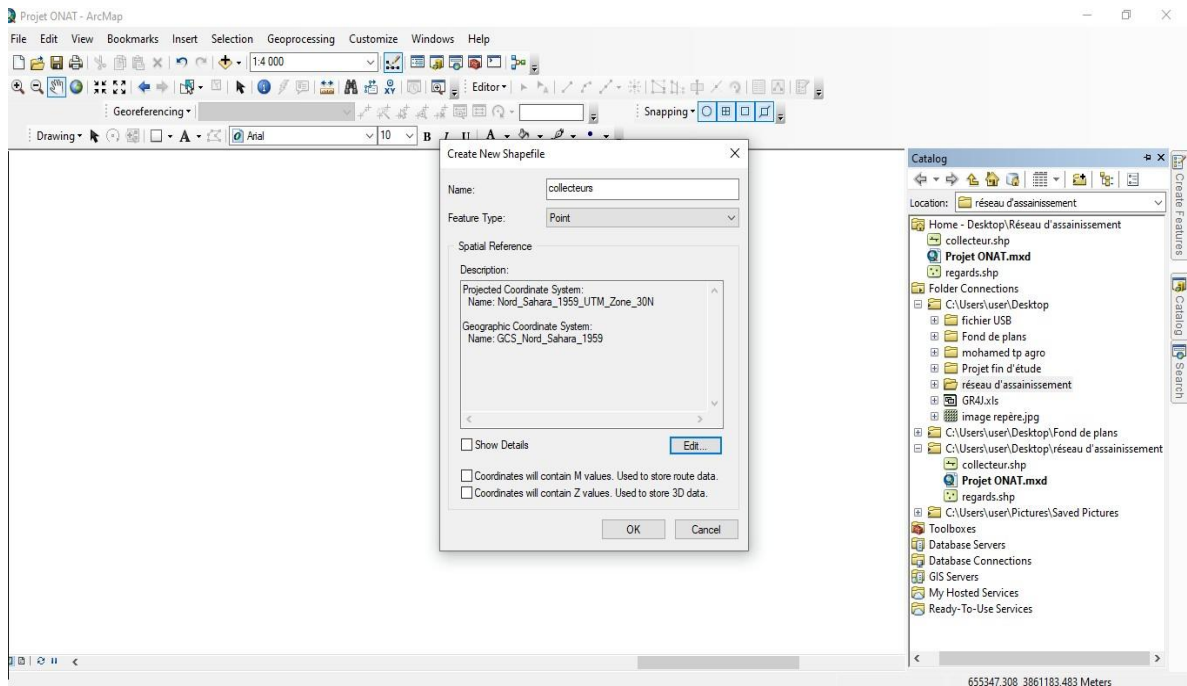 Projet ONAT - ArcMap
File Edit View Bookmarks Insert Selection Geoprocessing Customize Windows Help
1:4 000
Editor
Georeferencing
Snapping
Drawing A Arial 10 B I U A
Create New Shapefile
Name: collecteurs
Feature Type: Point
Spatial Reference
Description:
Projected Coordinate System:
Name: Nord_Sahara_1959_UTM_Zone_30N
Geographic Coordinate System:
Name: GCS_Nord_Sahara_1959
Show Details
Edit...
Coordinates will contain M values. Used to store route data.
Coordinates will contain Z values. Used to store 3D data.
OK Cancel
Catalog
Location: réseau d'assainissement
Home - Desktop\Réseau d'assainissement
collecteur.shp
Projet ONAT.mxd
regards.shp
Folder Connections
C:\Users\user\Desktop
fichier USB
Fond de plans
mohamed tp agro
Projet fin d'étude
réseau d'assainissement
GR4J.xls
image repère.jpg
C:\Users\user\Desktop\Fond de plans
C:\Users\user\Desktop\réseau d'assainissement
collecteur.shp
Projet ONAT.mxd
regards.shp
C:\Users\user\Pictures\Saved Pictures
Toolboxes
Database Servers
Database Connections
GIS Servers
My Hosted Services
Ready-To-Use Services
Create Features
Catalog
Search
655347,308 3861183,483 Meters